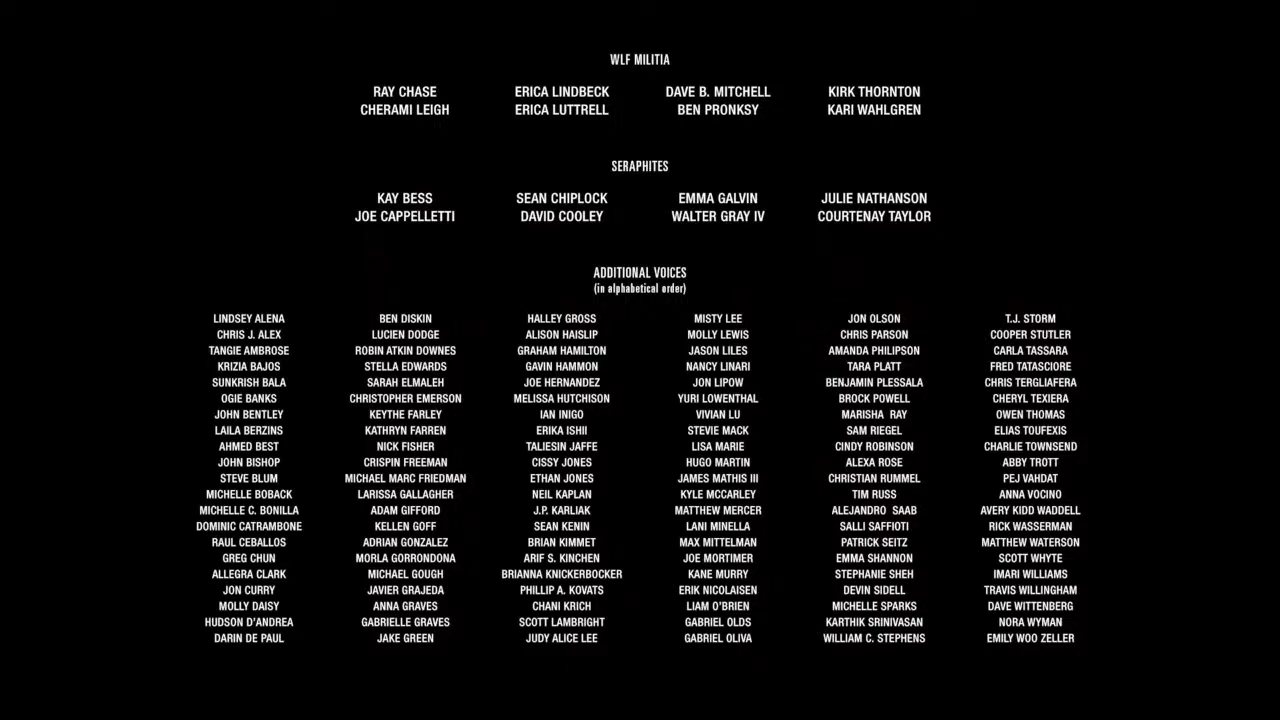 WLF MILITIA
RAY CHASE ERICA LINDBECK DAVE B. MITCHELL KIRK THORNTON
CHERAMI LEIGH ERICA LUTTRELL BEN PRONKSY KARI WAHLGREN
SERAPHITES
KAY BESS SEAN CHIPLOCK EMMA GALVIN JULIE NATHANSON
JOE CAPPELLETTI DAVID COOLEY WALTER GRAY IV COURTENAY TAYLOR
ADDITIONAL VOICES
(in alphabetical order)
LINDSEY ALENA BEN DISKIN HALLEY GROSS MISTY LEE JON OLSON T.J. STORM
CHRIS J. ALEX LUCIEN DODGE ALISON HAISLIP MOLLY LEWIS CHRIS PARSON COOPER STUTLER
TANGIE AMBROSE ROBIN ATKIN DOWNES GRAHAM HAMILTON JASON LILES AMANDA PHILIPSON CARLA TASSARA
KRIZIA BAJOS STELLA EDWARDS GAVIN HAMMON NANCY LINARI TARA PLATT FRED TATASCIORE
SUNKRISH BALA SARAH ELMALEH JOE HERNANDEZ JON LIPOW BENJAMIN PLESSALA CHRIS TERGLIAFERA
OGIE BANKS CHRISTOPHER EMERSON MELISSA HUTCHISON YURI LOWENTHAL BROCK POWELL CHERYL TEXIERA
JOHN BENTLEY KEYTHE FARLEY IAN INIGO VIVIAN LU MARISHA  RAY OWEN THOMAS
LAILA BERZINS KATHRYN FARREN ERIKA ISHII STEVIE MACK SAM RIEGEL ELIAS TOUFEXIS
AHMED BEST NICK FISHER TALIESIN JAFFE LISA MARIE CINDY ROBINSON CHARLIE TOWNSEND
JOHN BISHOP CRISPIN FREEMAN CISSY JONES HUGO MARTIN ALEXA ROSE ABBY TROTT
STEVE BLUM MICHAEL MARC FRIEDMAN ETHAN JONES JAMES MATHIS III CHRISTIAN RUMMEL PEJ VAHDAT
MICHELLE BOBACK LARISSA GALLAGHER NEIL KAPLAN KYLE MCCARLEY TIM RUSS ANNA VOCINO
MICHELLE C. BONILLA ADAM GIFFORD J.P. KARLIAK MATTHEW MERCER ALEJANDRO  SAAB AVERY KIDD WADDELL
DOMINIC CATRAMBONE KELLEN GOFF SEAN KENIN LANI MINELLA SALLI SAFFIOTI RICK WASSERMAN
RAUL CEBALLOS ADRIAN GONZALEZ BRIAN KIMMET MAX MITTELMAN PATRICK SEITZ MATTHEW WATERSON
GREG CHUN MORLA GORRONDONA ARIF S. KINCHEN JOE MORTIMER EMMA SHANNON SCOTT WHYTE
ALLEGRA CLARK MICHAEL GOUGH BRIANNA KNICKERBOCKER KANE MURRY STEPHANIE SHEH IMARI WILLIAMS
JON CURRY JAVIER GRAJEDA PHILLIP A. KOVATS ERIK NICOLAISEN DEVIN SIDELL TRAVIS WILLINGHAM
MOLLY DAISY ANNA GRAVES CHANI KRICH LIAM O'BRIEN MICHELLE SPARKS DAVE WITTENBERG
HUDSON D'ANDREA GABRIELLE GRAVES SCOTT LAMBRIGHT GABRIEL OLDS KARTHIK SRINIVASAN NORA WYMAN
DARIN DE PAUL JAKE GREEN JUDY ALICE LEE GABRIEL OLIVA WILLIAM C. STEPHENS EMILY WOO ZELLER